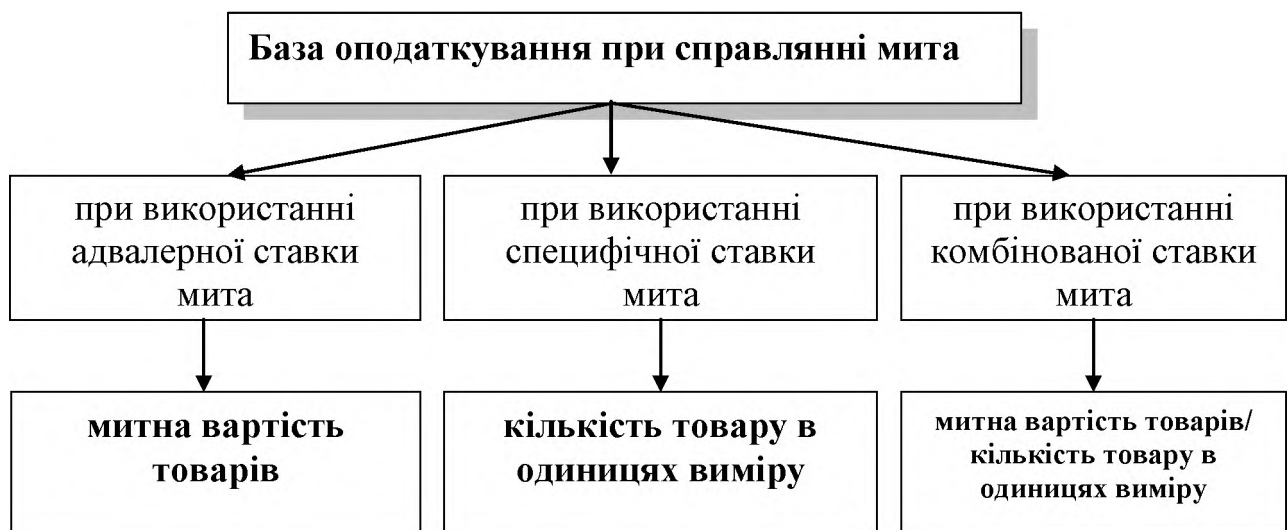 База оподаткування при справлянні мита
при використанні
адвалерної ставки
мита
при використанні
специфічної ставки
мита
при використанні
комбінованої ставки
мита
митна вартість
товарів
кількість товару в
одиницях виміру
митна вартість товарів/
кількість товару в
одиницях виміру